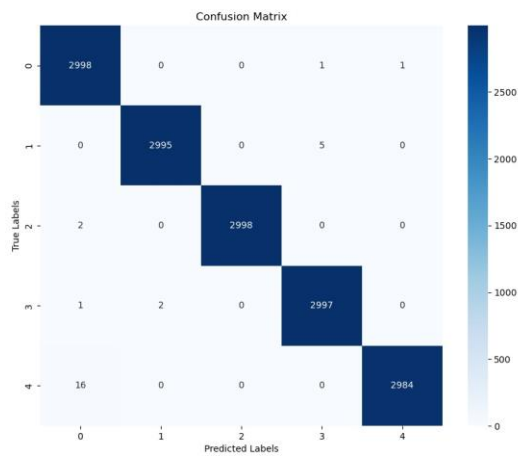 Confusion Matrix
0 2998 0 0 1 1
1 0 2995 0 5 0
2 2 0 2998 0 0
3 1 2 0 2997 0
4 16 0 0 0 2984
0 1 2 3 4
True Labels
Predicted Labels
2500
2000
1500
1000
500
0